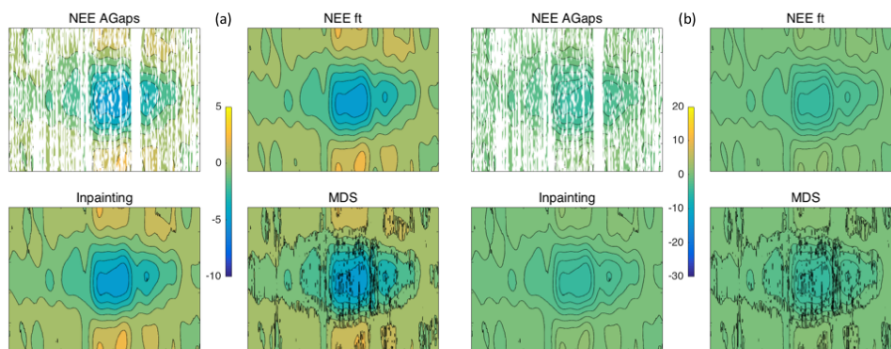 NEE AGaps
(a)
NEE ft
NEE AGaps
(b)
NEE ft
5
0
-5
-10
20
10
0
-10
-20
-30
Inpainting
MDS
Inpainting
MDS